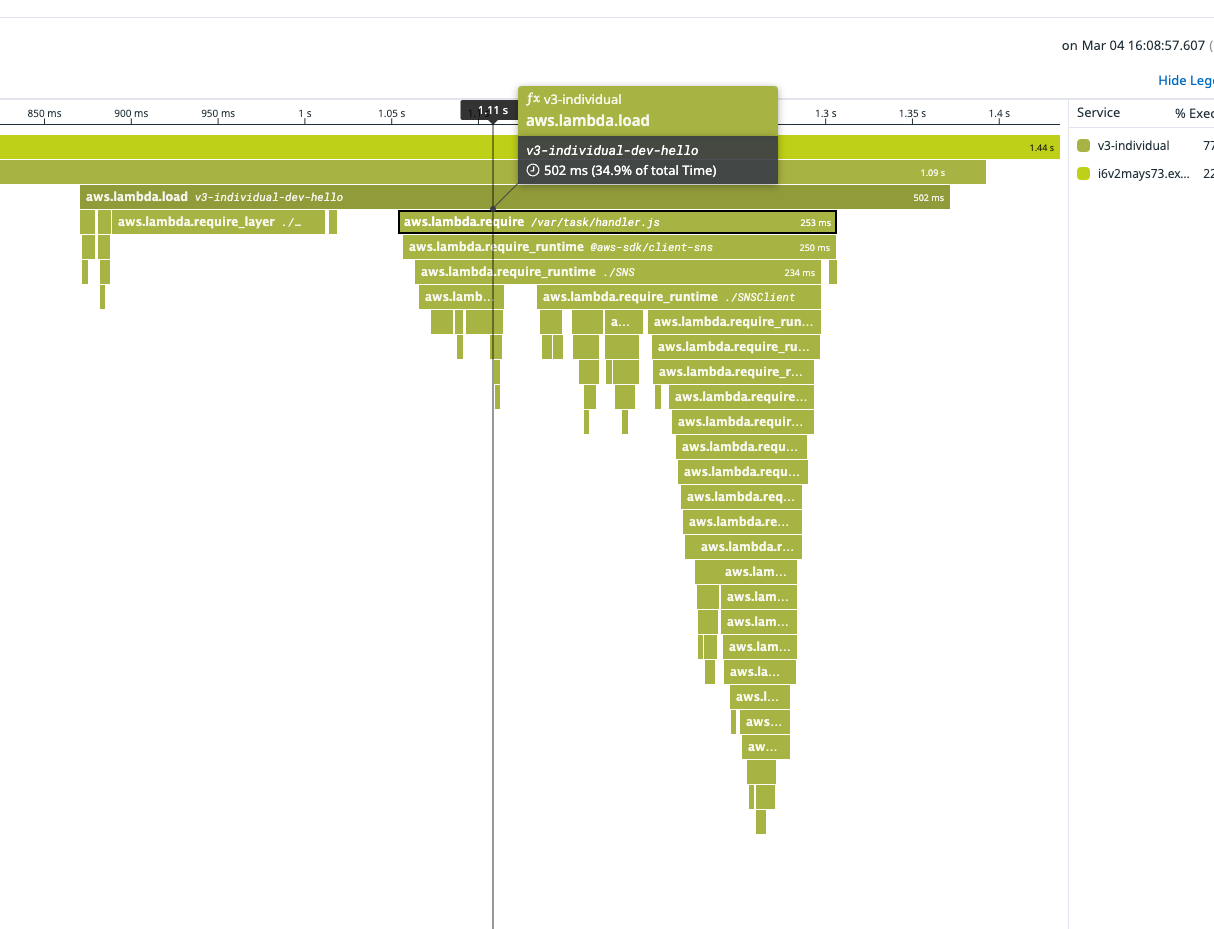 on Mar 04 16:08:57.607 (
Hide Lege
850 ms
900 ms
950 ms
1 s
1.05 s
1.11 s
1.3 s
1.35 s
1.4 s
Service
% Exec
fx v3-individual
aws.lambda.load
v3-individual-dev-hello
502 ms (34.9% of total Time)
v3-individual
77
i6v2mays73.ex...
22
1.44 s
1.09 s
aws.lambda.load v3-individual-dev-hello 502 ms
aws.lambda.require_layer ./…
aws.lambda.require /var/task/handler.js 253 ms
aws.lambda.require_runtime @aws-sdk/client-sns 250 ms
aws.lambda.require_runtime ./SNS 234 ms
aws.lamb...
aws.lambda.require_runtime ./SNSClient
a...
aws.lambda.require_run...
aws.lambda.require_ru...
aws.lambda.require_r...
aws.lambda.require...
aws.lambda.requir...
aws.lambda.requ...
aws.lambda.requ...
aws.lambda.req...
aws.lambda.re...
aws.lambda.r...
aws.lam...
aws.lam...
aws.lam...
aws.lam...
aws.la...
aws.l...
aws...
aw...